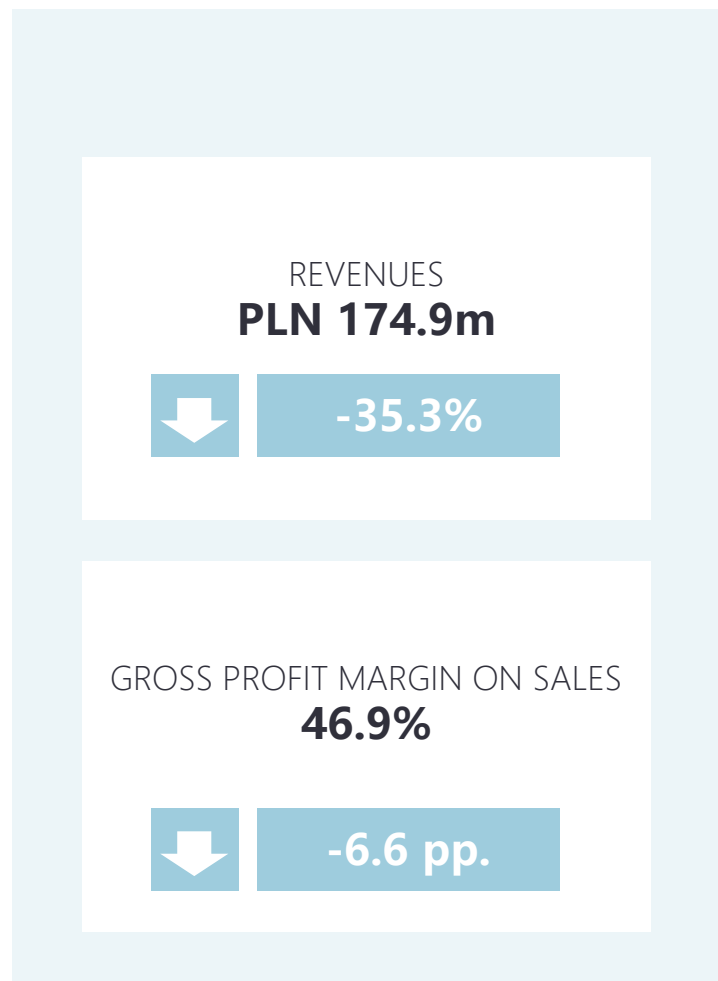 REVENUES
PLN 174.9m
-35.3%
GROSS PROFIT MARGIN ON SALES
46.9%
-6.6 pp.